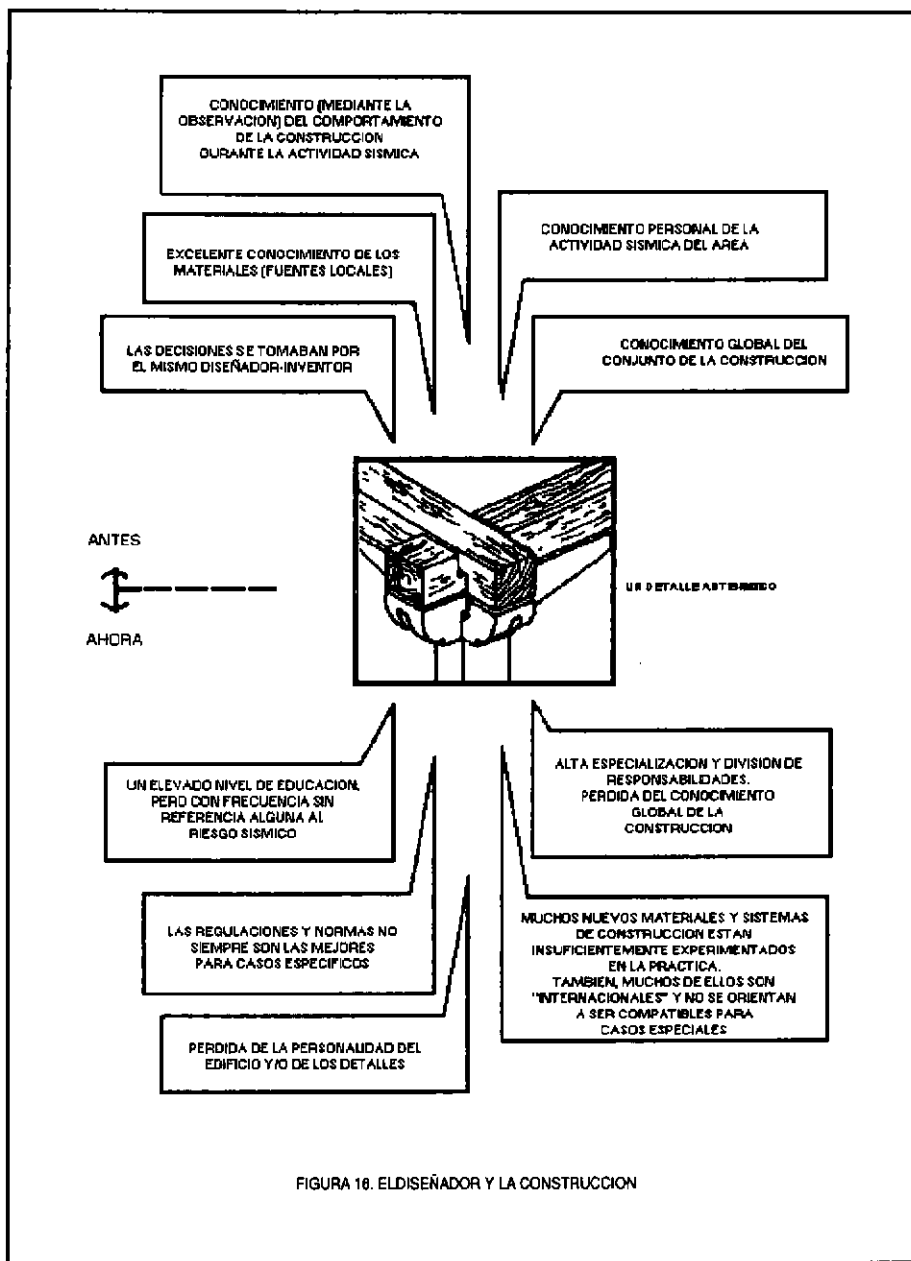 CONOCIMIENTO (MEDIANTE LA
OBSERVACION) DEL COMPORTAMIENTO
DE LA CONSTRUCCION
DURANTE LA ACTIVIDAD SISMICA
CONOCIMIENTO PERSONAL DE LA
ACTIVIDAD SISMICA DEL AREA
EXCELENTE CONOCIMIENTO DE LOS
MATERIALES (FUENTES LOCALES)
LAS DECISIONES SE TOMABAN POR
EL MISMO DISEÑADOR-INVENTOR
CONOCIMIENTO GLOBAL DEL
CONJUNTO DE LA CONSTRUCCION
ANTES
AHORA
UN DETALLE
UN ELEVADO NIVEL DE EDUCACION,
PERO CON FRECUENCIA SIN
REFERENCIA ALGUNA AL
RIESGO SISMICO
ALTA ESPECIALIZACION Y DIVISION DE
RESPONSABILIDADES.
PERDIDA DEL CONOCIMIENTO
GLOBAL DE LA
CONSTRUCCION
LAS REGULACIONES Y NORMAS NO
SIEMPRE SON LAS MEJORES
PARA CASOS ESPECIFICOS
MUCHOS NUEVOS MATERIALES Y SISTEMAS
DE CONSTRUCCION ESTAN
INSUFICIENTEMENTE EXPERIMENTADOS
EN LA PRACTICA.
TAMBIEN, MUCHOS DE ELLOS SON
"INTERNACIONALES" Y NO SE ORIENTAN
A SER COMPATIBLES PARA
CASOS ESPECIALES
PERDIDA DE LA PERSONALIDAD DEL
EDIFICIO Y/O DE LOS DETALLES
FIGURA 16. ELDISEÑADOR Y LA CONSTRUCCION